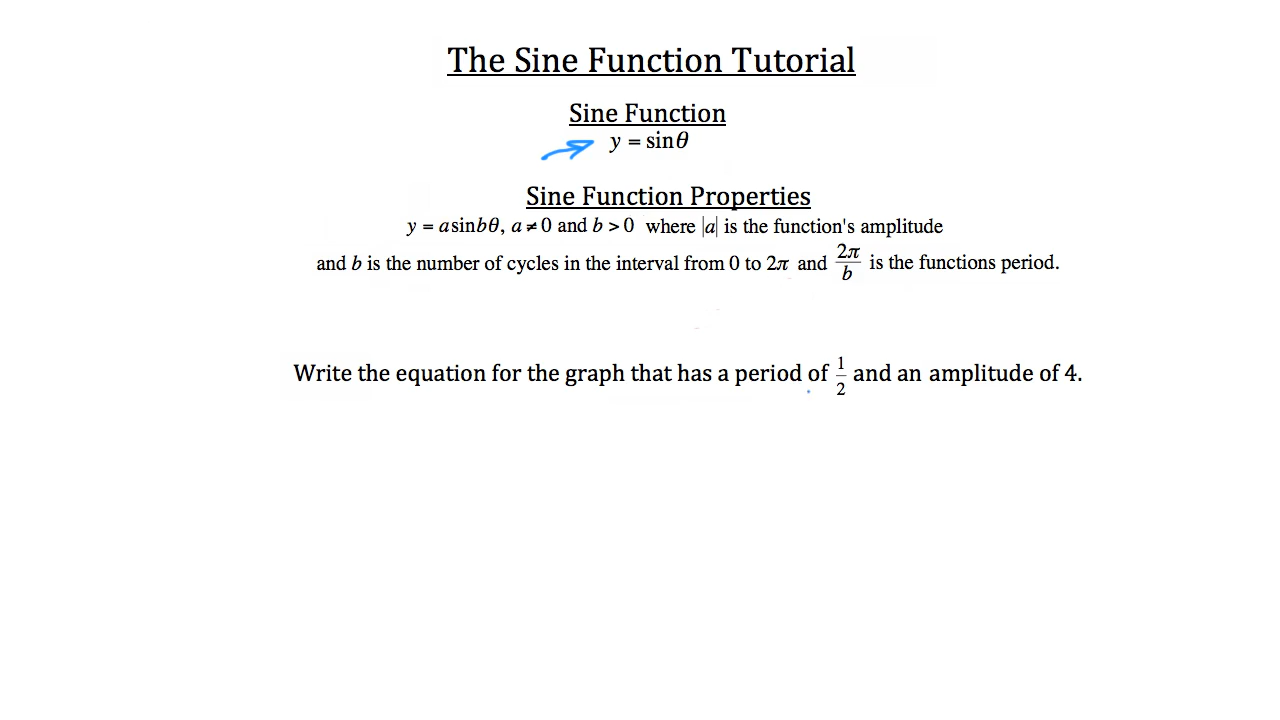 The Sine Function Tutorial
Sine Function
y = sinθ
Sine Function Properties
y = asinbθ, a ≠ 0 and b > 0 where |a| is the function's amplitude
and b is the number of cycles in the interval from 0 to 2π and 2π/b is the functions period.
Write the equation for the graph that has a period of 1/2 and an amplitude of 4.